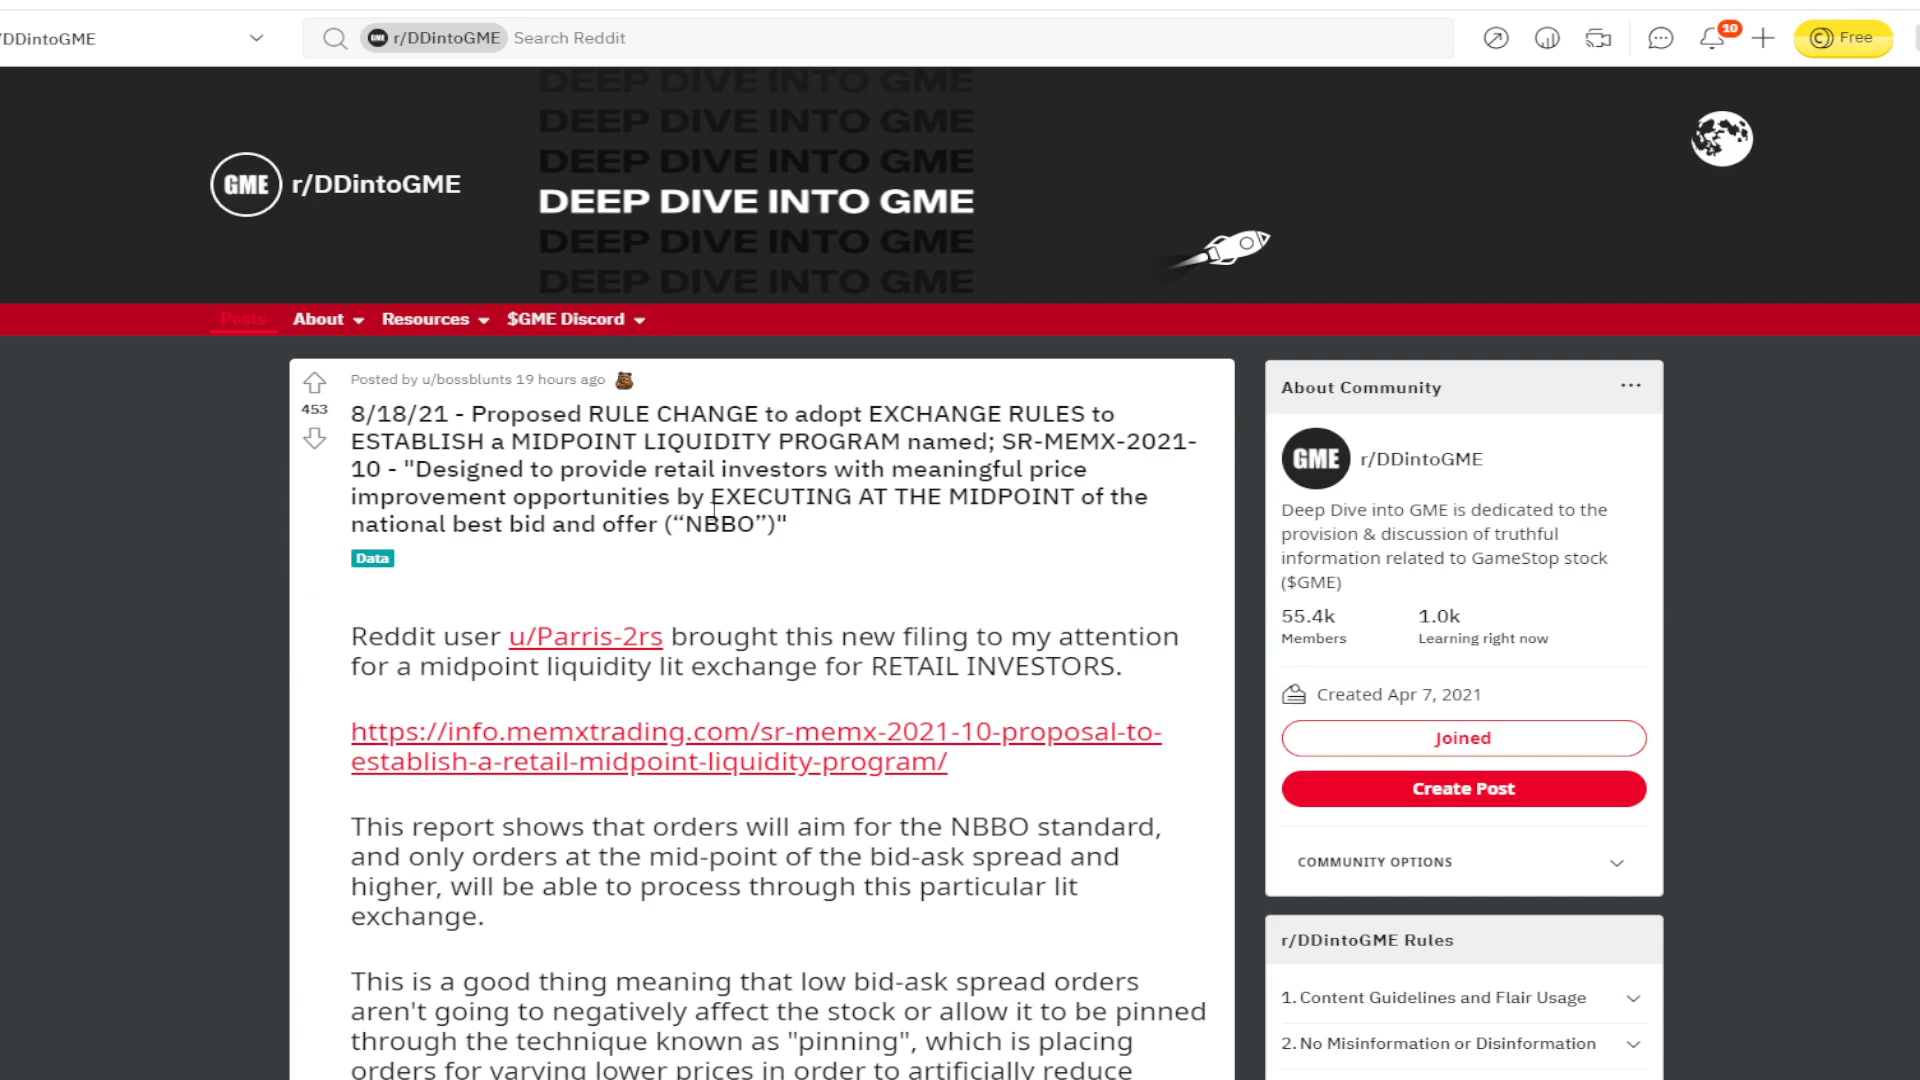 /DDintoGME
r/DDintoGME Search Reddit
10
Free
DEEP DIVE INTO GME
DEEP DIVE INTO GME
DEEP DIVE INTO GME
DEEP DIVE INTO GME
DEEP DIVE INTO GME
DEEP DIVE INTO GME
GME r/DDintoGME
Posts About Resources $GME Discord
Posted by u/bossblunts 19 hours ago
453
8/18/21 - Proposed RULE CHANGE to adopt EXCHANGE RULES to
ESTABLISH a MIDPOINT LIQUIDITY PROGRAM named; SR-MEMX-2021-
10 - "Designed to provide retail investors with meaningful price
improvement opportunities by EXECUTING AT THE MIDPOINT of the
national best bid and offer (“NBBO”)"
Data
Reddit user u/Parris-2rs brought this new filing to my attention
for a midpoint liquidity lit exchange for RETAIL INVESTORS.
https://info.memxtrading.com/sr-memx-2021-10-proposal-to-
establish-a-retail-midpoint-liquidity-program/
This report shows that orders will aim for the NBBO standard,
and only orders at the mid-point of the bid-ask spread and
higher, will be able to process through this particular lit
exchange.
This is a good thing meaning that low bid-ask spread orders
aren't going to negatively affect the stock or allow it to be pinned
through the technique known as "pinning", which is placing
orders for varying lower prices in order to artificially reduce
About Community
GME r/DDintoGME
Deep Dive into GME is dedicated to the
provision & discussion of truthful
information related to GameStop stock
($GME)
55.4k 1.0k
Members Learning right now
Created Apr 7, 2021
Joined
Create Post
COMMUNITY OPTIONS
r/DDintoGME Rules
1. Content Guidelines and Flair Usage
2. No Misinformation or Disinformation